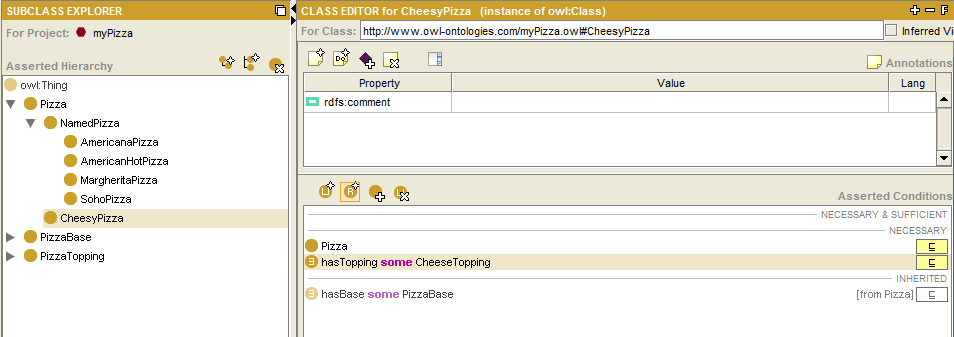 SUBCLASS EXPLORER
For Project: myPizza
Asserted Hierarchy
owl:Thing
Pizza
NamedPizza
AmericanaPizza
AmericanHotPizza
MargheritaPizza
SohoPizza
CheesyPizza
PizzaBase
PizzaTopping
CLASS EDITOR for CheesyPizza (instance of owl:Class)
For Class: http://www.owl-ontologies.com/myPizza.owl#CheesyPizza Inferred Vi
Annotations
Property Value Lang
rdfs:comment
Asserted Conditions
NECESSARY & SUFFICIENT
NECESSARY
Pizza ⊑
∃ hasTopping some CheeseTopping ⊑
INHERITED
∃ hasBase some PizzaBase [from Pizza] ⊑